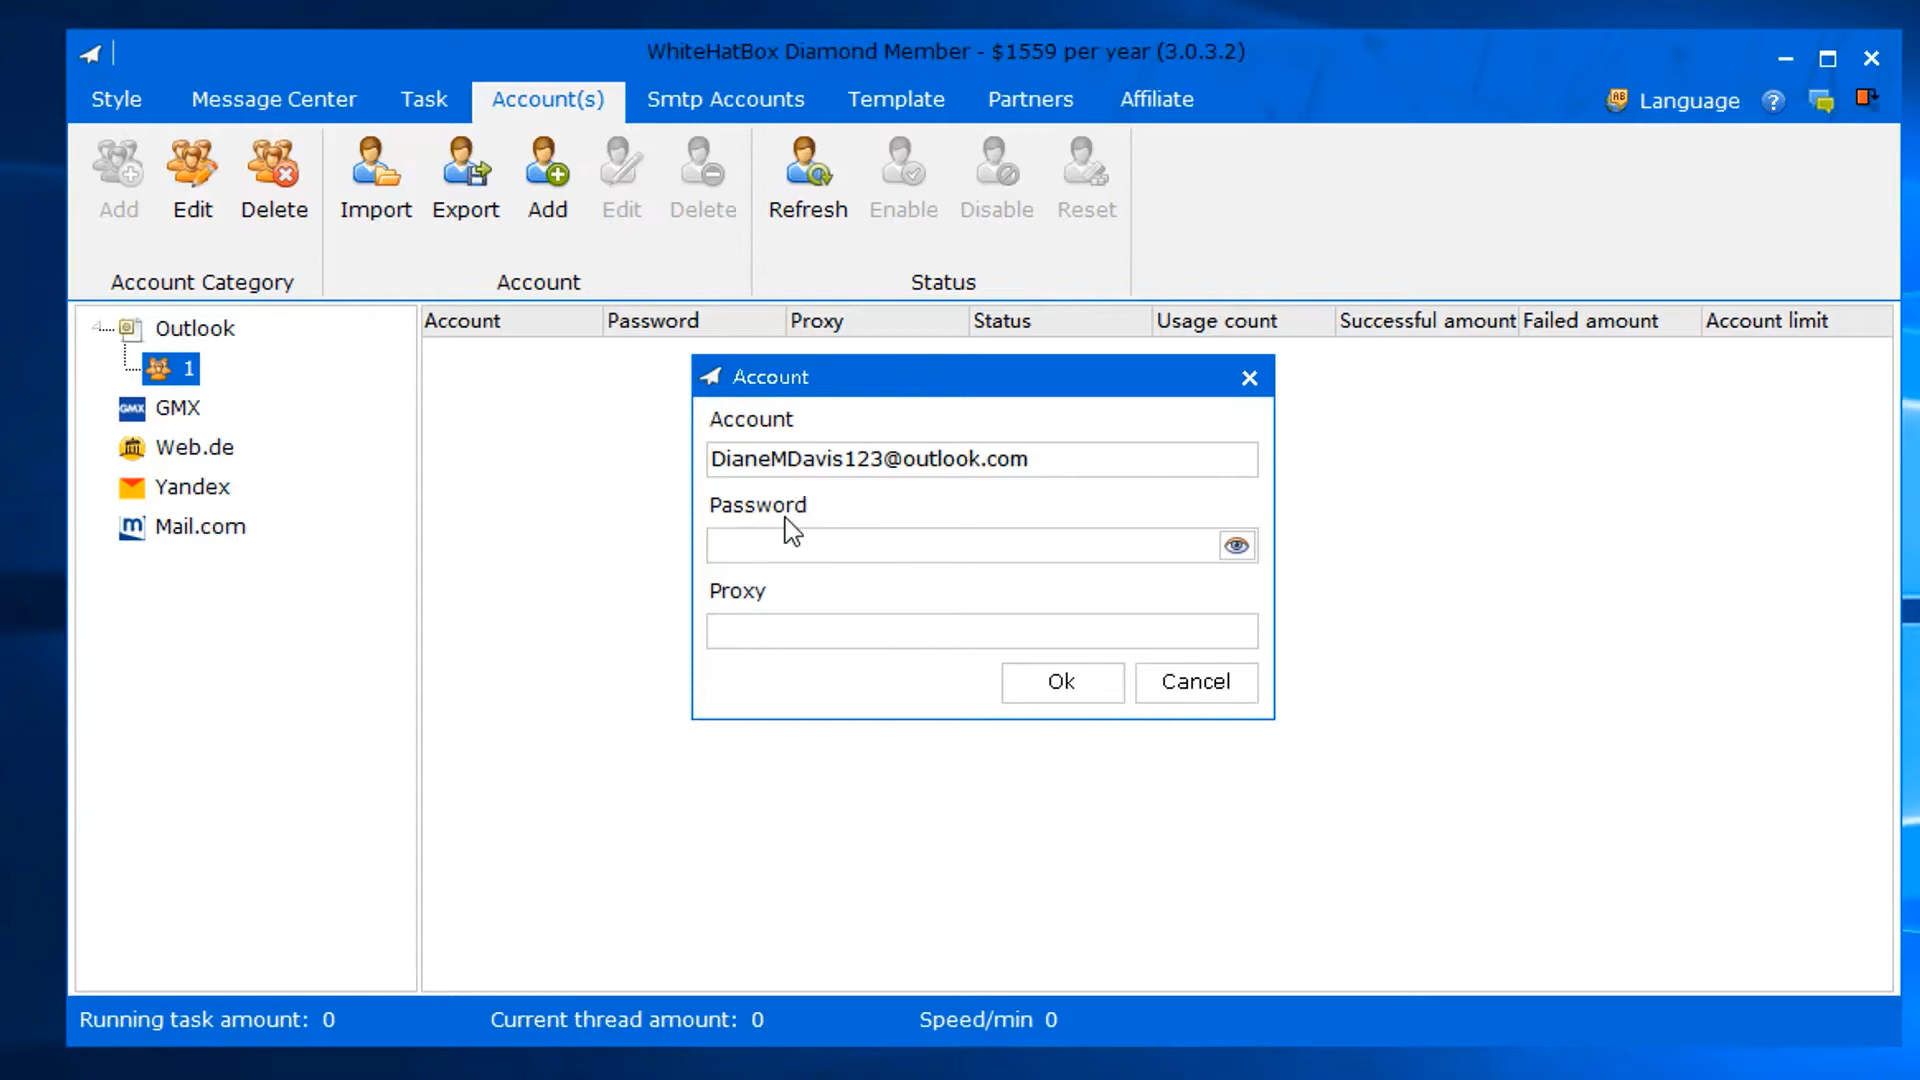 WhiteHatBox Diamond Member - $1559 per year (3.0.3.2)
Style Message Center Task Account(s) Smtp Accounts Template Partners Affiliate Language
Add Edit Delete Import Export Add Edit Delete Refresh Enable Disable Reset
Account Category Account Status
Account Password Proxy Status Usage count Successful amount Failed amount Account limit
Outlook
1
GMX
GMX
Web.de
Yandex
m Mail.com
Account
Account
DianeMDavis123@outlook.com
Password
Proxy
Ok Cancel
Running task amount: 0 Current thread amount: 0 Speed/min 0